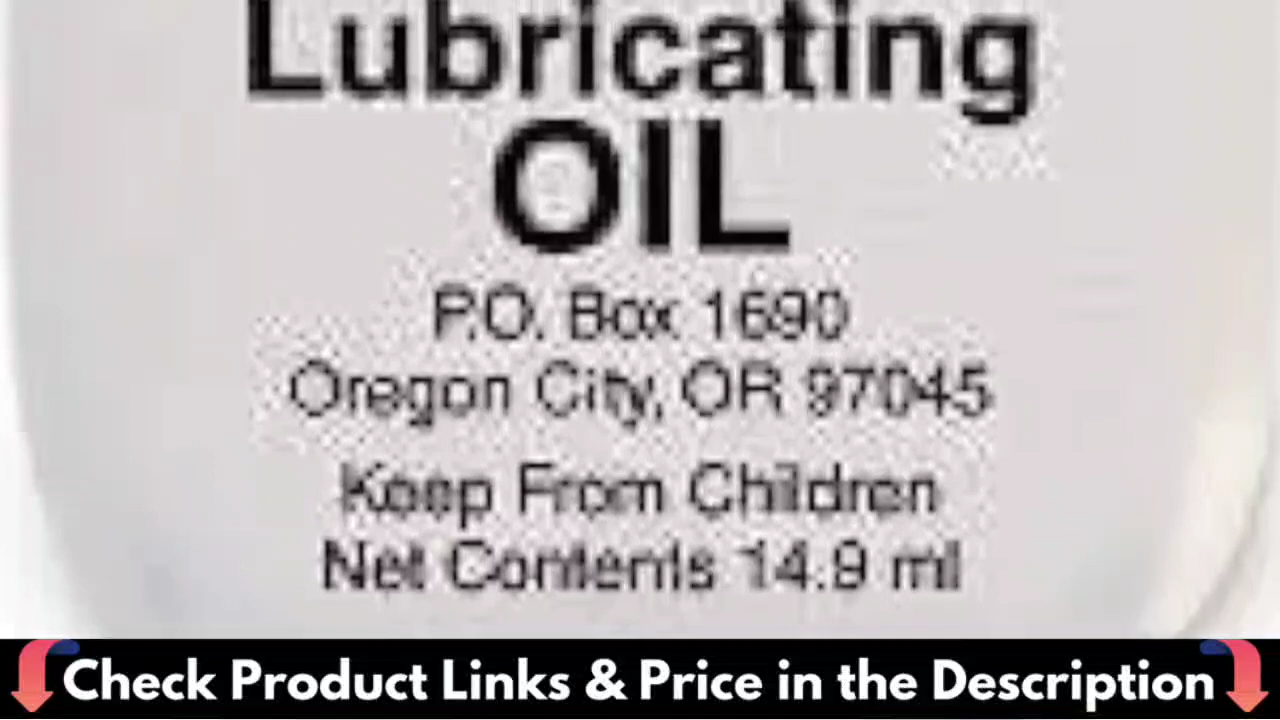 Lubricating
OIL
P.O. Box 1690
Oregon City, OR 97045
Keep From Children
Net Contents 14.9 ml
Check Product Links & Price in the Description